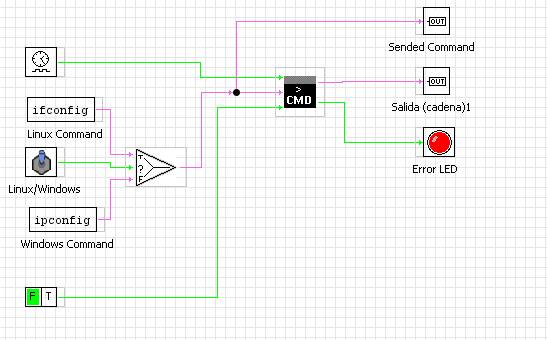 OUT
Sended Command
OUT
Salida (cadena)1
>
CMD
ifconfig
Linux Command
T
?
F
Linux/Windows
ipconfig
Windows Command
Error LED
F T